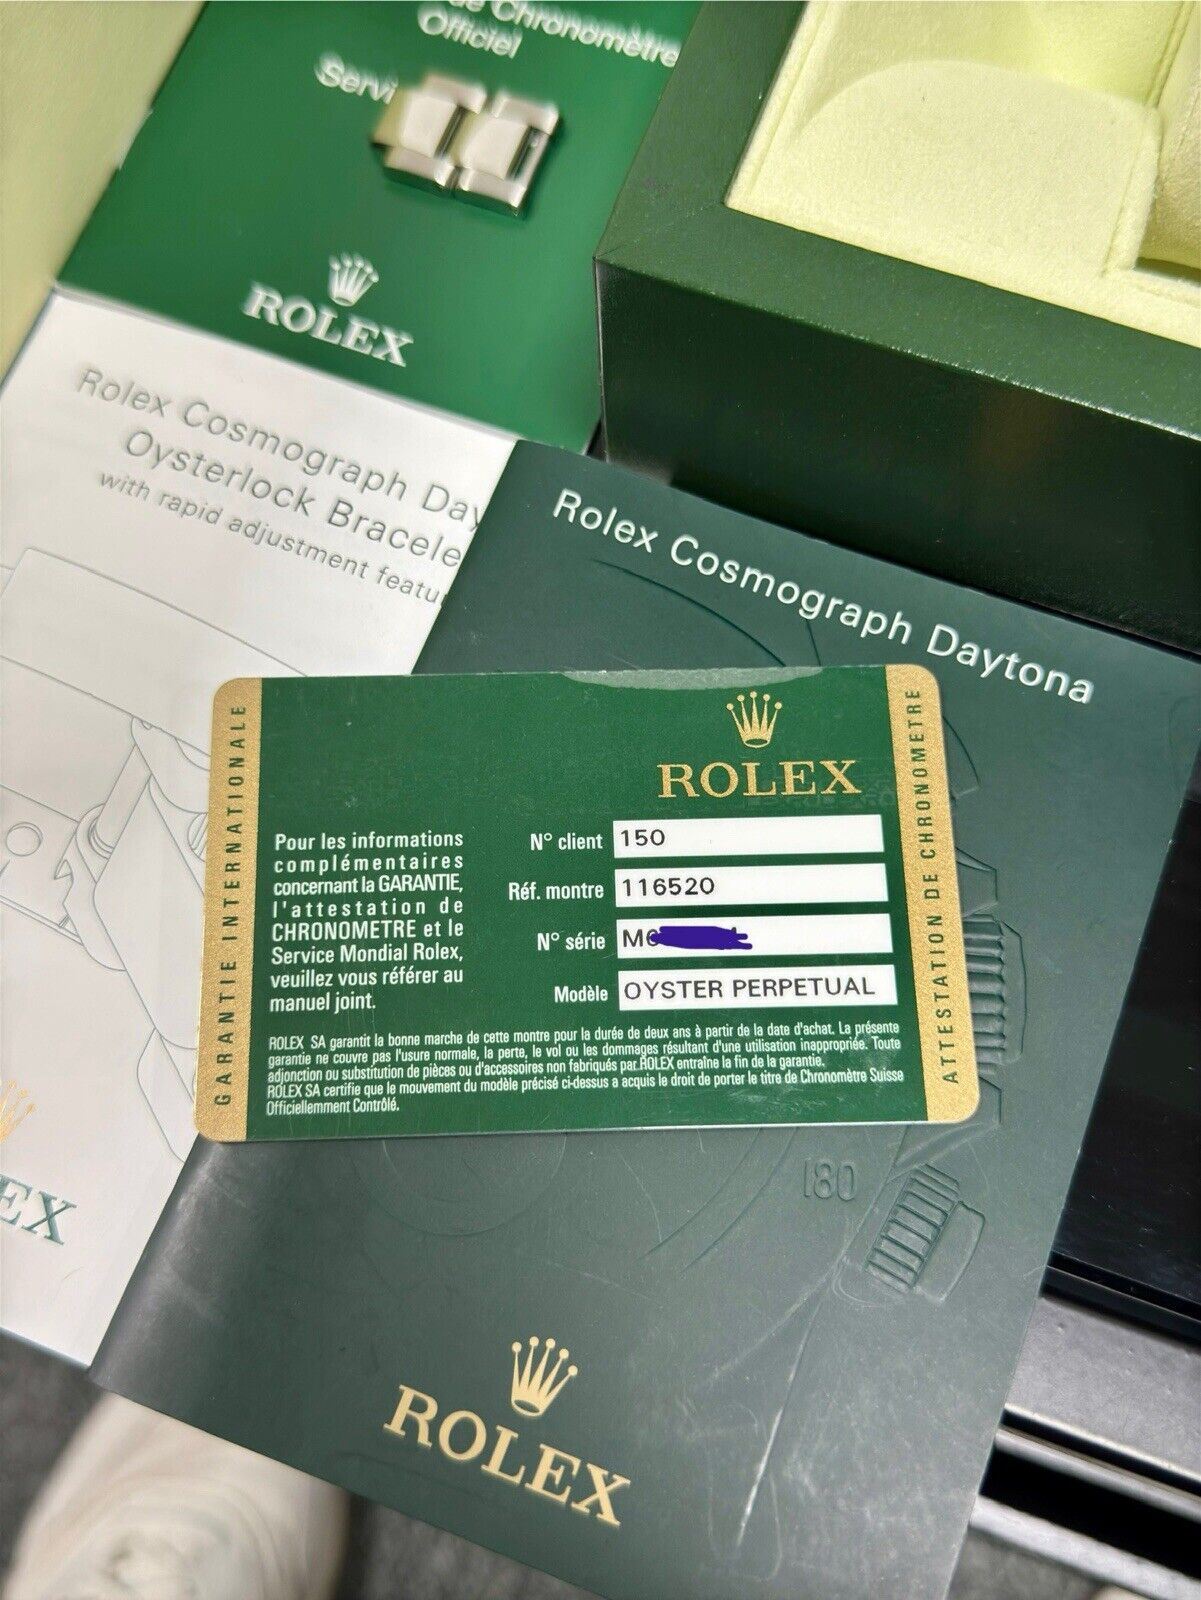 de Chronomètre
Officiel
ROLEX
Rolex Cosmograph
Oysterlock
with rapid adjustment
Rolex Cosmograph Daytona
GARANTIE INTERNATIONALE
ROLEX
Pour les informations
complémentaires
concernant la GARANTIE,
l'attestation de
CHRONOMETRE et le
Service Mondial Rolex,
veuillez vous référer au
manuel joint.
N° client 150
Réf. montre 116520
N° série
Modèle OYSTER PERPETUAL
ROLEX SA garantit la bonne marche de cette montre pour la durée de deux ans à partir de la date d'achat. La présente
garantie ne couvre pas l'usure normale, la perte, le vol ou les dommages résultant d'une utilisation inappropriée. Toute
adjonction ou substitution de pièces ou d'accessoires non fabriqués par ROLEX entraîne la fin de la garantie.
ROLEX SA certifie que le mouvement du modèle précisé ci-dessus a acquis le droit de porter le titre de Chronomètre Suisse
Officiellemment Contrôlé.
ATTESTATION DE CHRONOMETRE
180
ROLEX